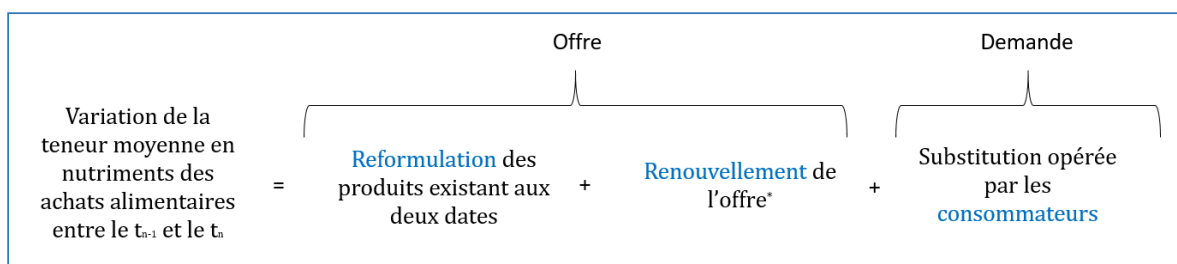 Offre
Demande
Variation de la
teneur moyenne en
nutriments des
achats alimentaires
entre le tn-1 et le tn
=
Reformulation des
produits existant aux
deux dates
+
Renouvellement de
l'offre*
+
Substitution opérée
par les
consommateurs